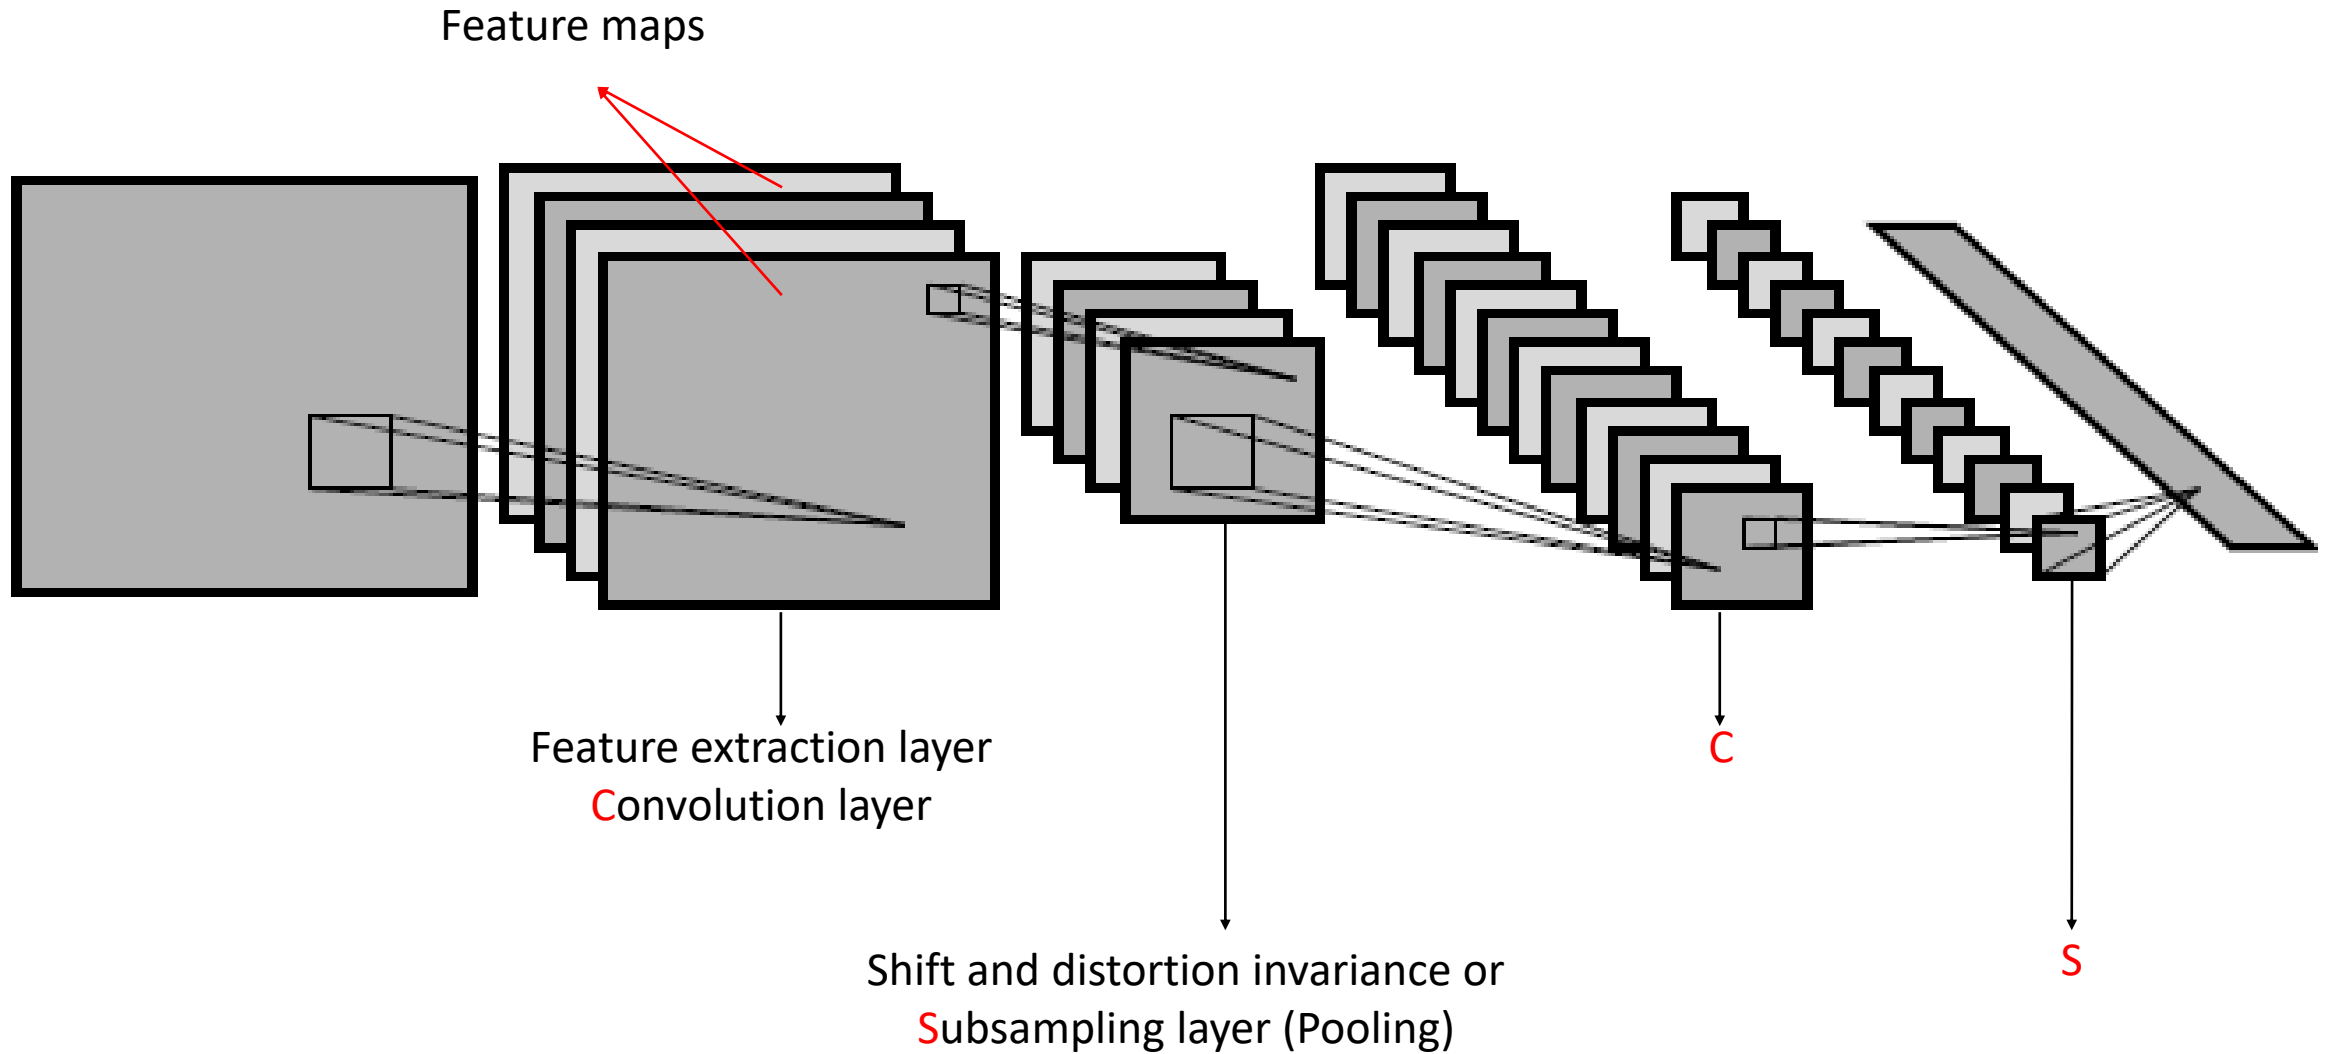 Feature maps
Feature extraction layer
Convolution layer
C
Shift and distortion invariance or
Subsampling layer (Pooling)
S